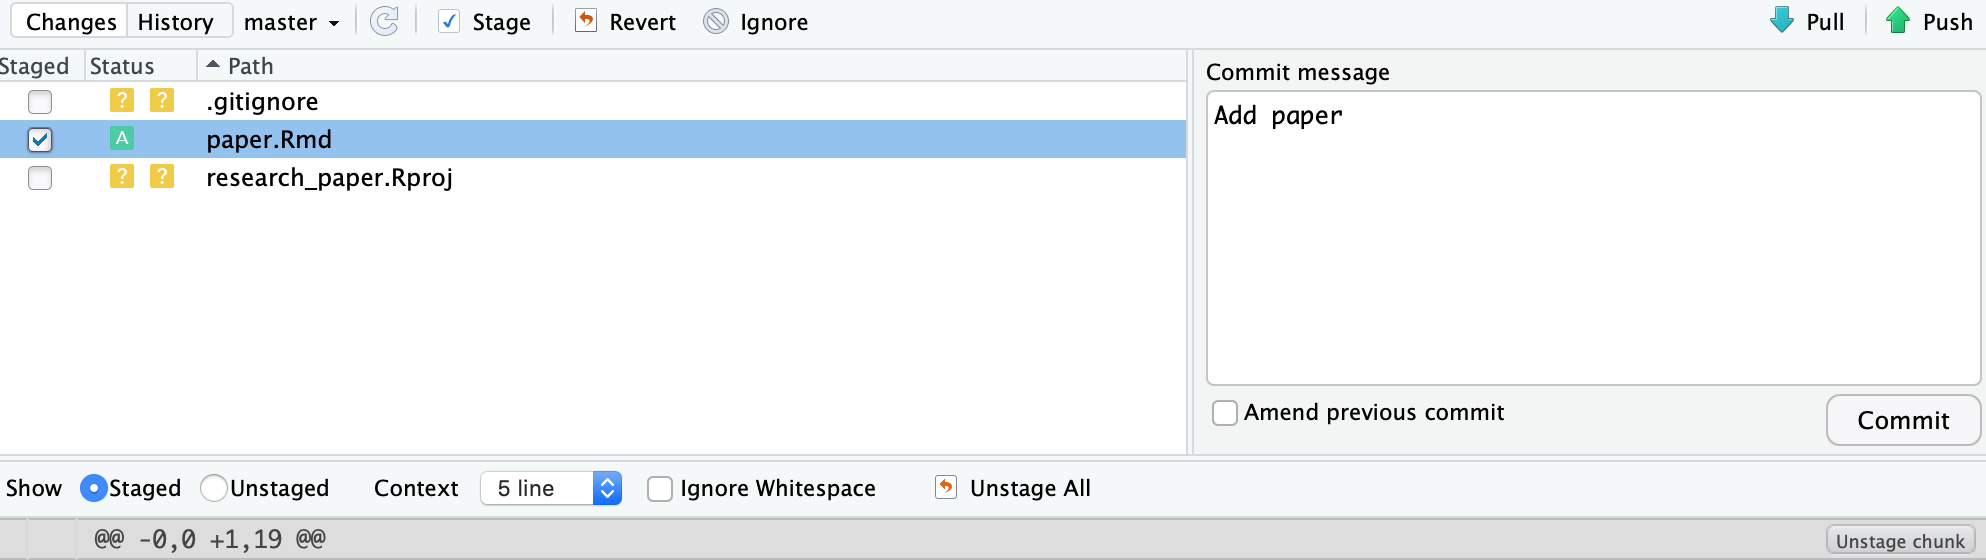 Changes History master Stage Revert Ignore Pull Push
Staged Status Path
? ? .gitignore
A paper.Rmd
? ? research_paper.Rproj
Commit message
Add paper
Amend previous commit Commit
Show Staged Unstaged Context 5 line Ignore Whitespace Unstage All
@@ -0,0 +1,19 @@ Unstage chunk